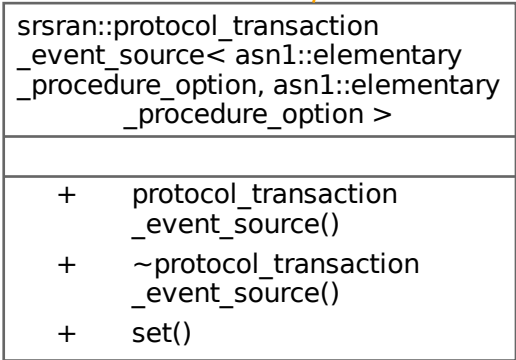 srsran::protocol_transaction
_event_source< asn1::elementary
_procedure_option, asn1::elementary
_procedure_option >
+ protocol_transaction
_event_source()
+ ~protocol_transaction
_event_source()
+ set()